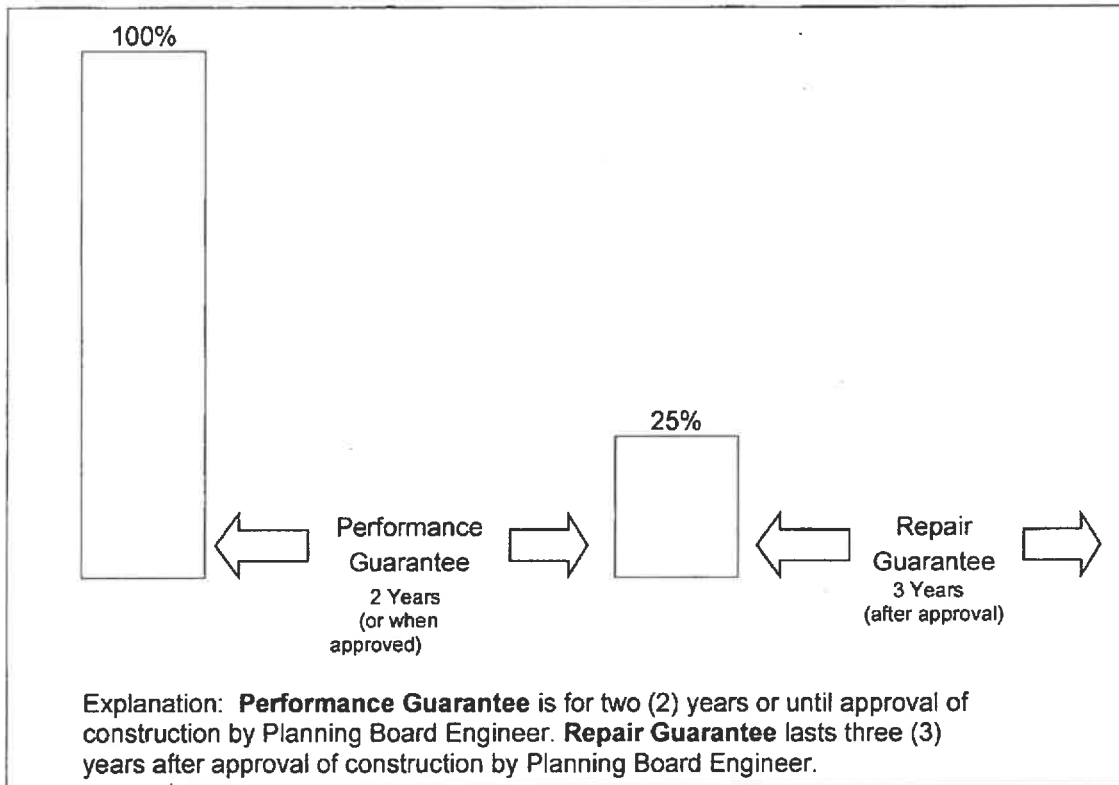 100%
25%
Performance
Guarantee
2 Years
(or when
approved)
Repair
Guarantee
3 Years
(after approval)
Explanation: Performance Guarantee is for two (2) years or until approval of
construction by Planning Board Engineer. Repair Guarantee lasts three (3)
years after approval of construction by Planning Board Engineer.